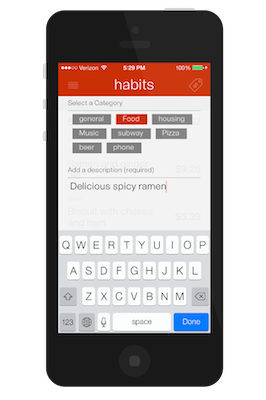 Verizon 5:29 PM 100%
habits
Select a Category
general Food housing
Music subway Pizza
beer phone
Add a description (required)
Delicious spicy ramen
Q W E R T Y U I O P
A S D F G H J K L
Z X C V B N M
123 space Done